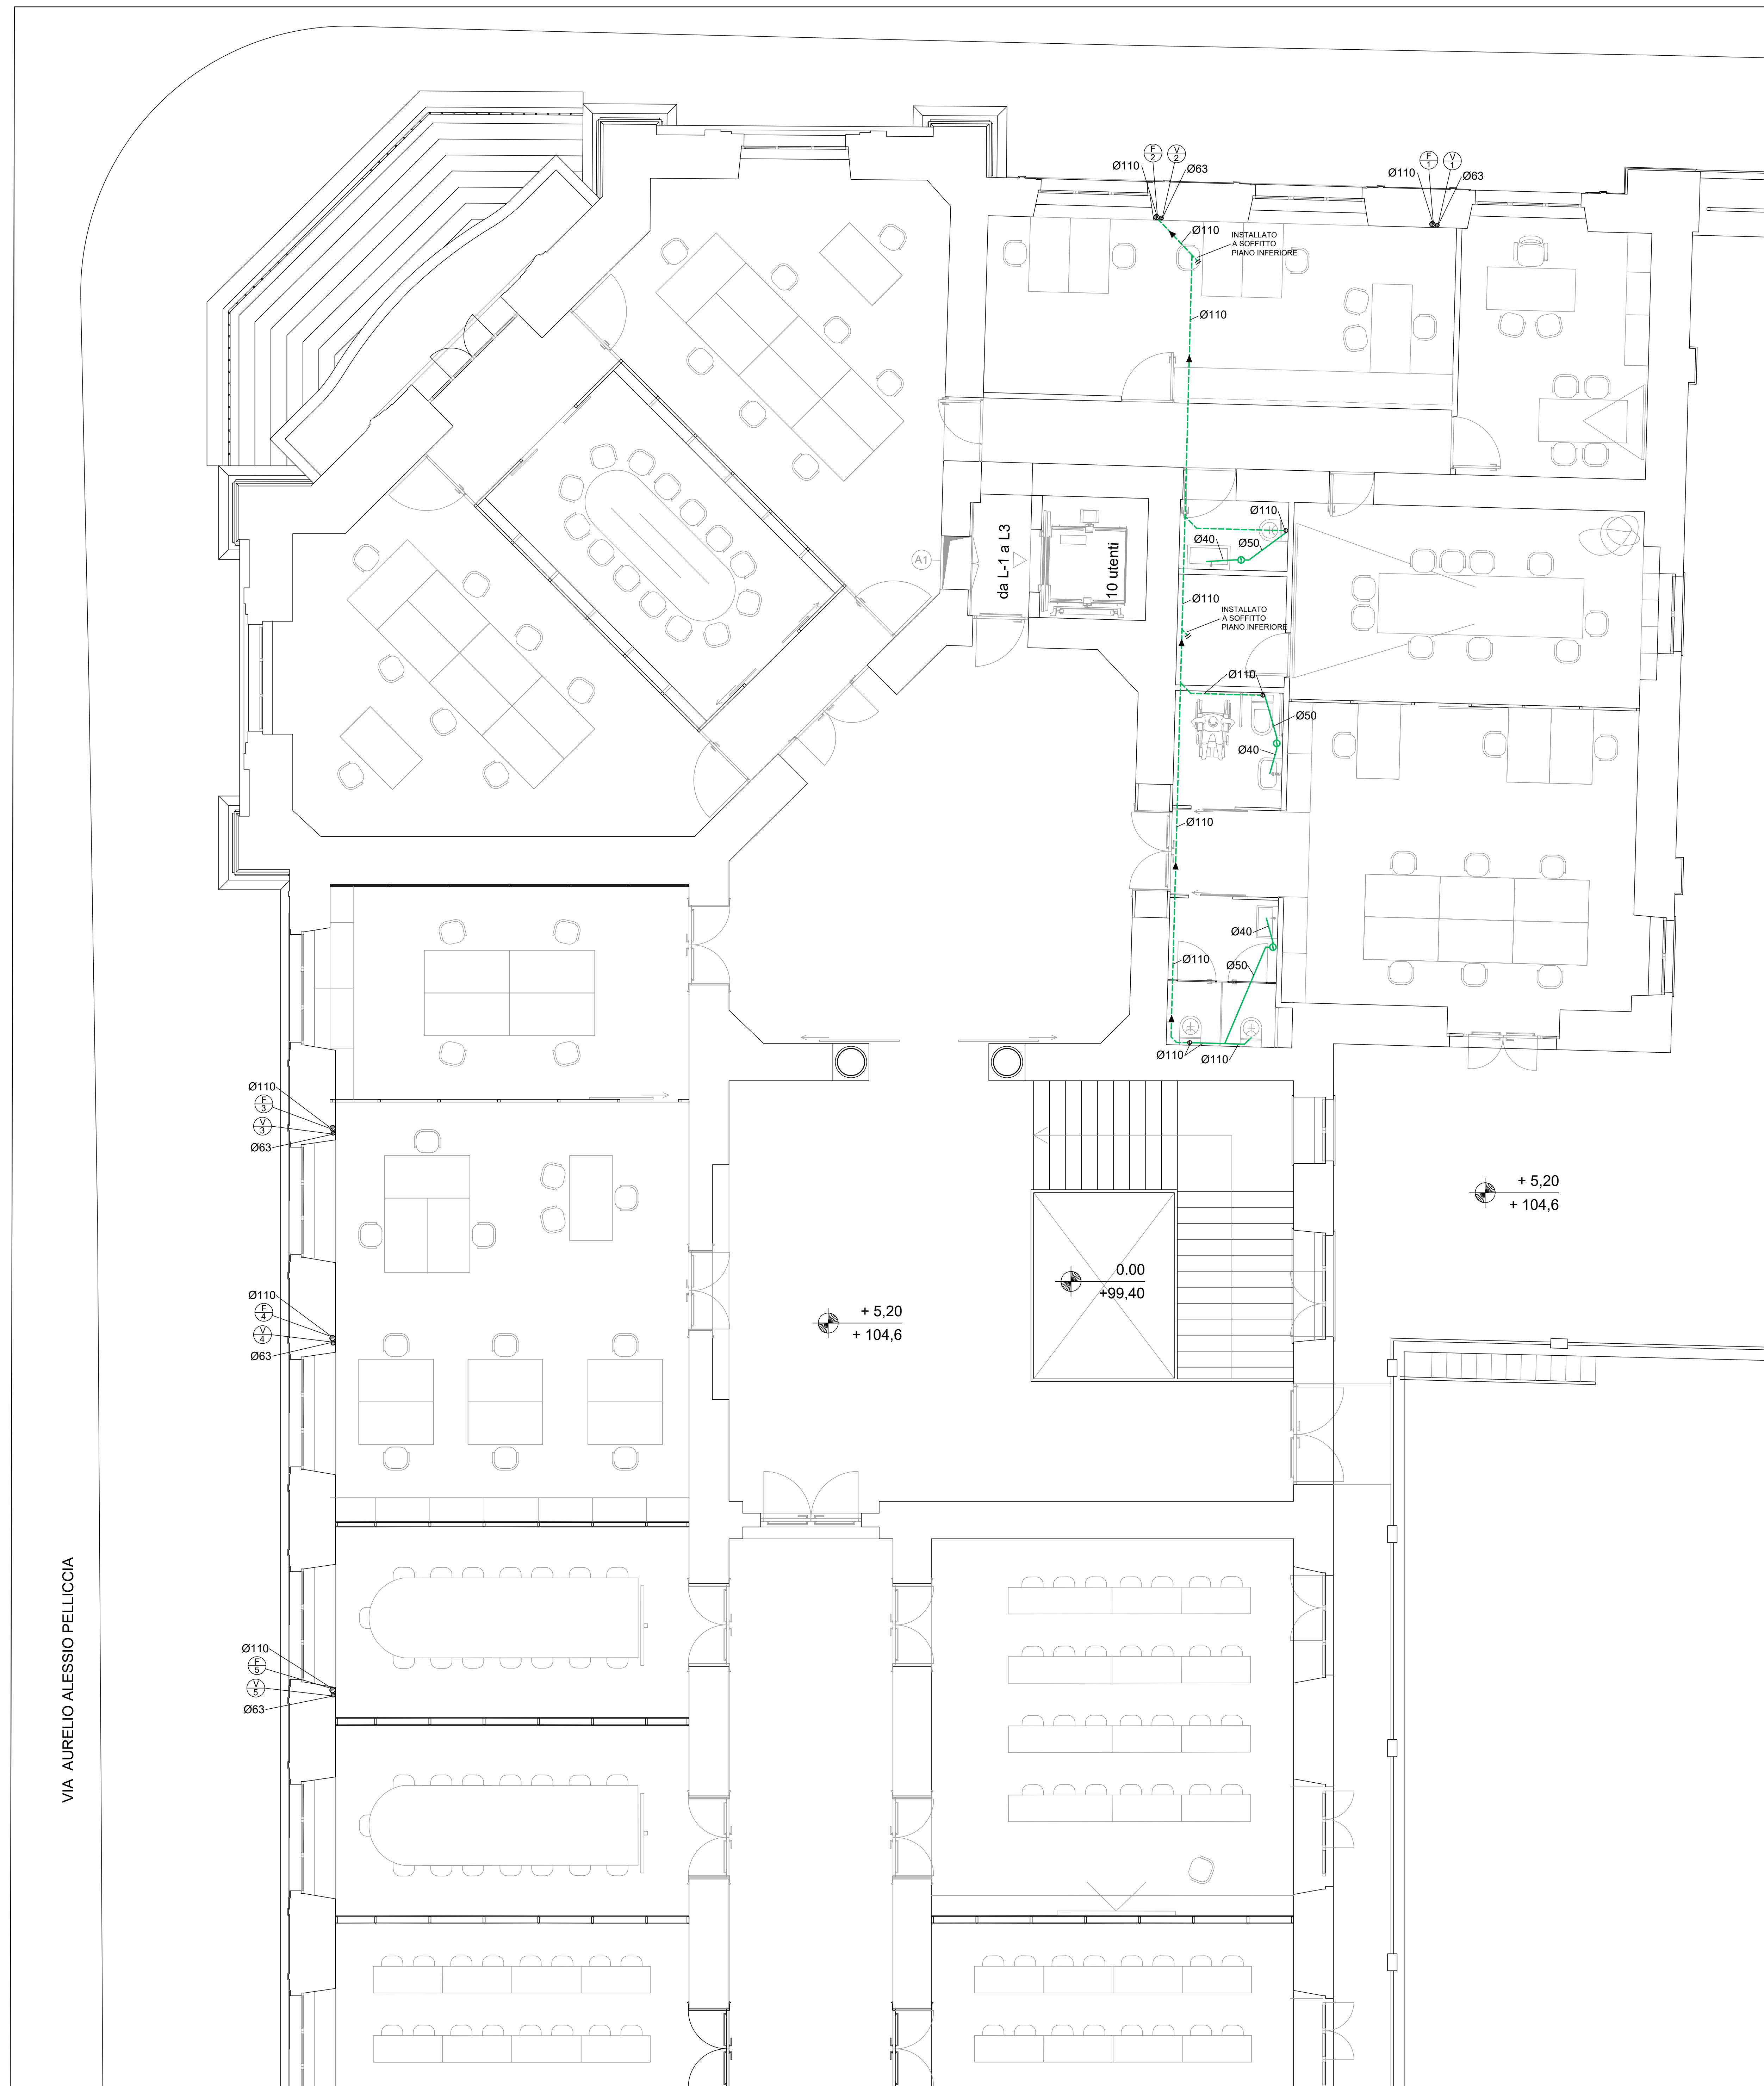 F
2
V
2
Ø110
Ø63
F
1
V
1
Ø110
Ø63
Ø110
INSTALLATO
A SOFFITTO
PIANO INFERIORE
Ø110
Ø110
Ø40
Ø50
A1
da L-1 a L3
10 utenti
Ø110
INSTALLATO
A SOFFITTO
PIANO INFERIORE
Ø110
Ø50
Ø40
Ø110
Ø40
Ø110
Ø50
Ø110
Ø110
Ø110
F
3
V
3
Ø63
+ 5,20
+ 104,6
0.00
+99,40
Ø110
F
4
V
4
Ø63
+ 5,20
+ 104,6
Ø110
F
5
V
5
Ø63
VIA AURELIO ALESSIO PELLICCIA